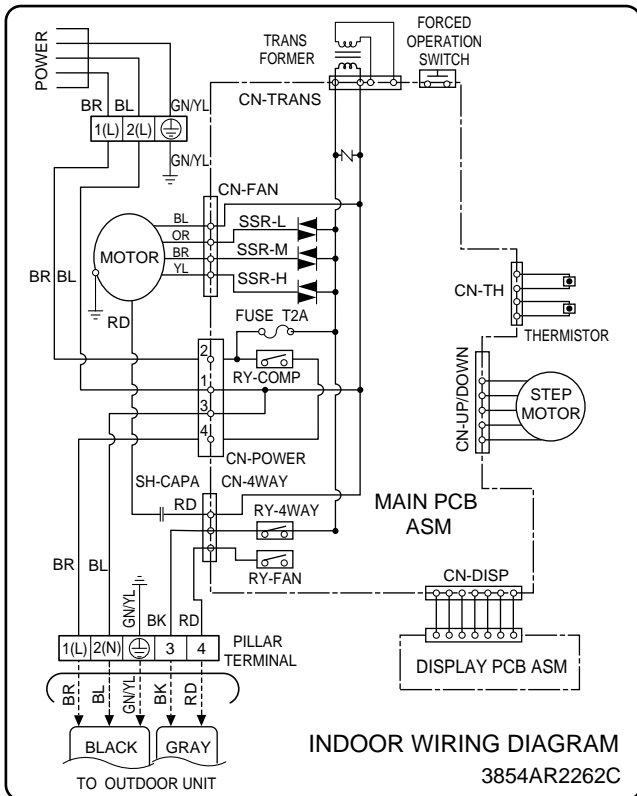 POWER
TRANS
FORMER
FORCED
OPERATION
SWITCH
CN-TRANS
BR BL GN/YL
1(L) 2(L)
GN/YL
CN-FAN
BL
OR
BR
YL
SSR-L
SSR-M
SSR-H
MOTOR
BR BL
RD
FUSE T2A
RY-COMP
2
1
3
4
CN-POWER
CN-TH
THERMISTOR
CN-UP/DOWN
STEP
MOTOR
SH-CAPA CN-4WAY
RD
RY-4WAY
RY-FAN
MAIN PCB
ASM
BR BL GN/YL BK RD
CN-DISP
DISPLAY PCB ASM
1(L) 2(N) 3 4
PILLAR
TERMINAL
BR BL GN/YL BK RD
BLACK GRAY
TO OUTDOOR UNIT
INDOOR WIRING DIAGRAM
3854AR2262C